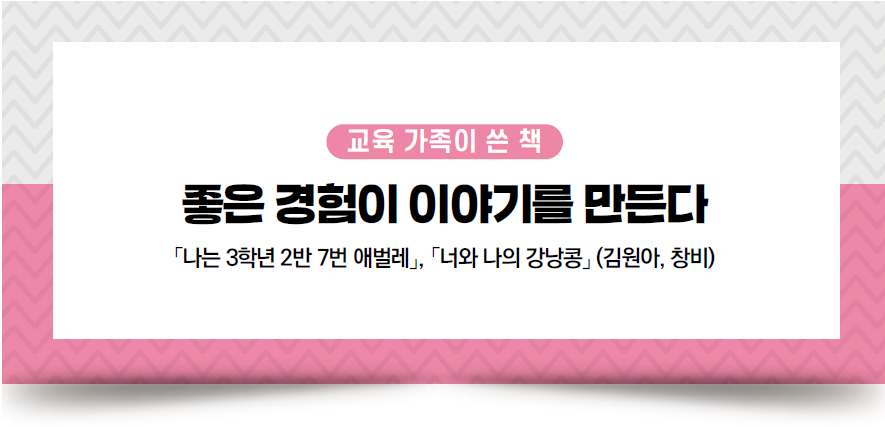 교육 가족이 쓴 책
좋은 경험이 이야기를 만든다
「나는 3학년 2반 7번 애벌레」, 「너와 나의 강낭콩」 (김원아, 창비)